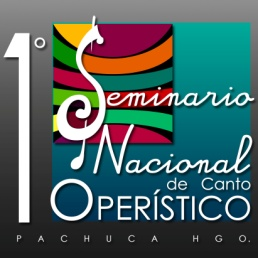 1° Seminario
Nacional
de Canto
OPERÍSTICO
PACHUCA HGO.